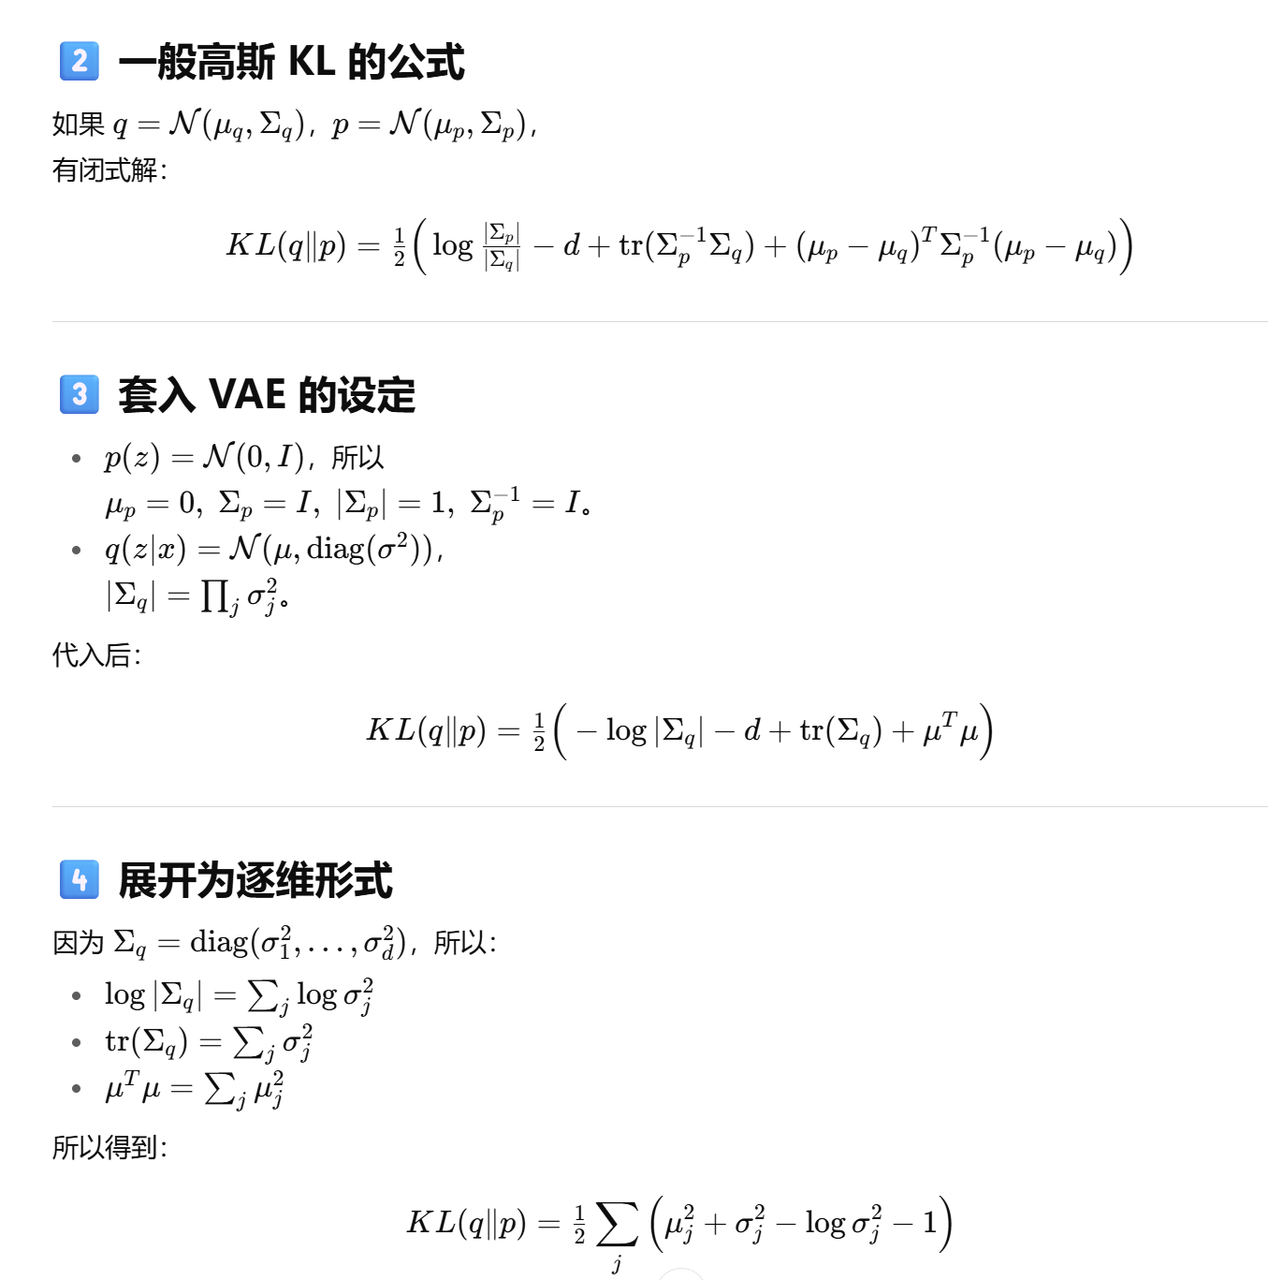 2 一般高斯 KL 的公式
如果 $q = \mathcal{N}(\mu_q, \Sigma_q)$，$p = \mathcal{N}(\mu_p, \Sigma_p)$，
有闭式解：
$KL(q\|p) = \frac{1}{2}\Big(\log\frac{|\Sigma_p|}{|\Sigma_q|} - d + \mathrm{tr}(\Sigma_p^{-1}\Sigma_q) + (\mu_p - \mu_q)^T\Sigma_p^{-1}(\mu_p - \mu_q)\Big)$
3 套入 VAE 的设定
• $p(z) = \mathcal{N}(0, I)$，所以
$\mu_p = 0,\ \Sigma_p = I,\ |\Sigma_p| = 1,\ \Sigma_p^{-1} = I$。
• $q(z|x) = \mathcal{N}(\mu, \mathrm{diag}(\sigma^2))$，
$|\Sigma_q| = \prod_j \sigma_j^2$。
代入后：
$KL(q\|p) = \frac{1}{2}\Big(-\log|\Sigma_q| - d + \mathrm{tr}(\Sigma_q) + \mu^T\mu\Big)$
4 展开为逐维形式
因为 $\Sigma_q = \mathrm{diag}(\sigma_1^2, \ldots, \sigma_d^2)$，所以：
• $\log|\Sigma_q| = \sum_j \log\sigma_j^2$
• $\mathrm{tr}(\Sigma_q) = \sum_j \sigma_j^2$
• $\mu^T\mu = \sum_j \mu_j^2$
所以得到：
$KL(q\|p) = \frac{1}{2}\sum_j \Big(\mu_j^2 + \sigma_j^2 - \log\sigma_j^2 - 1\Big)$